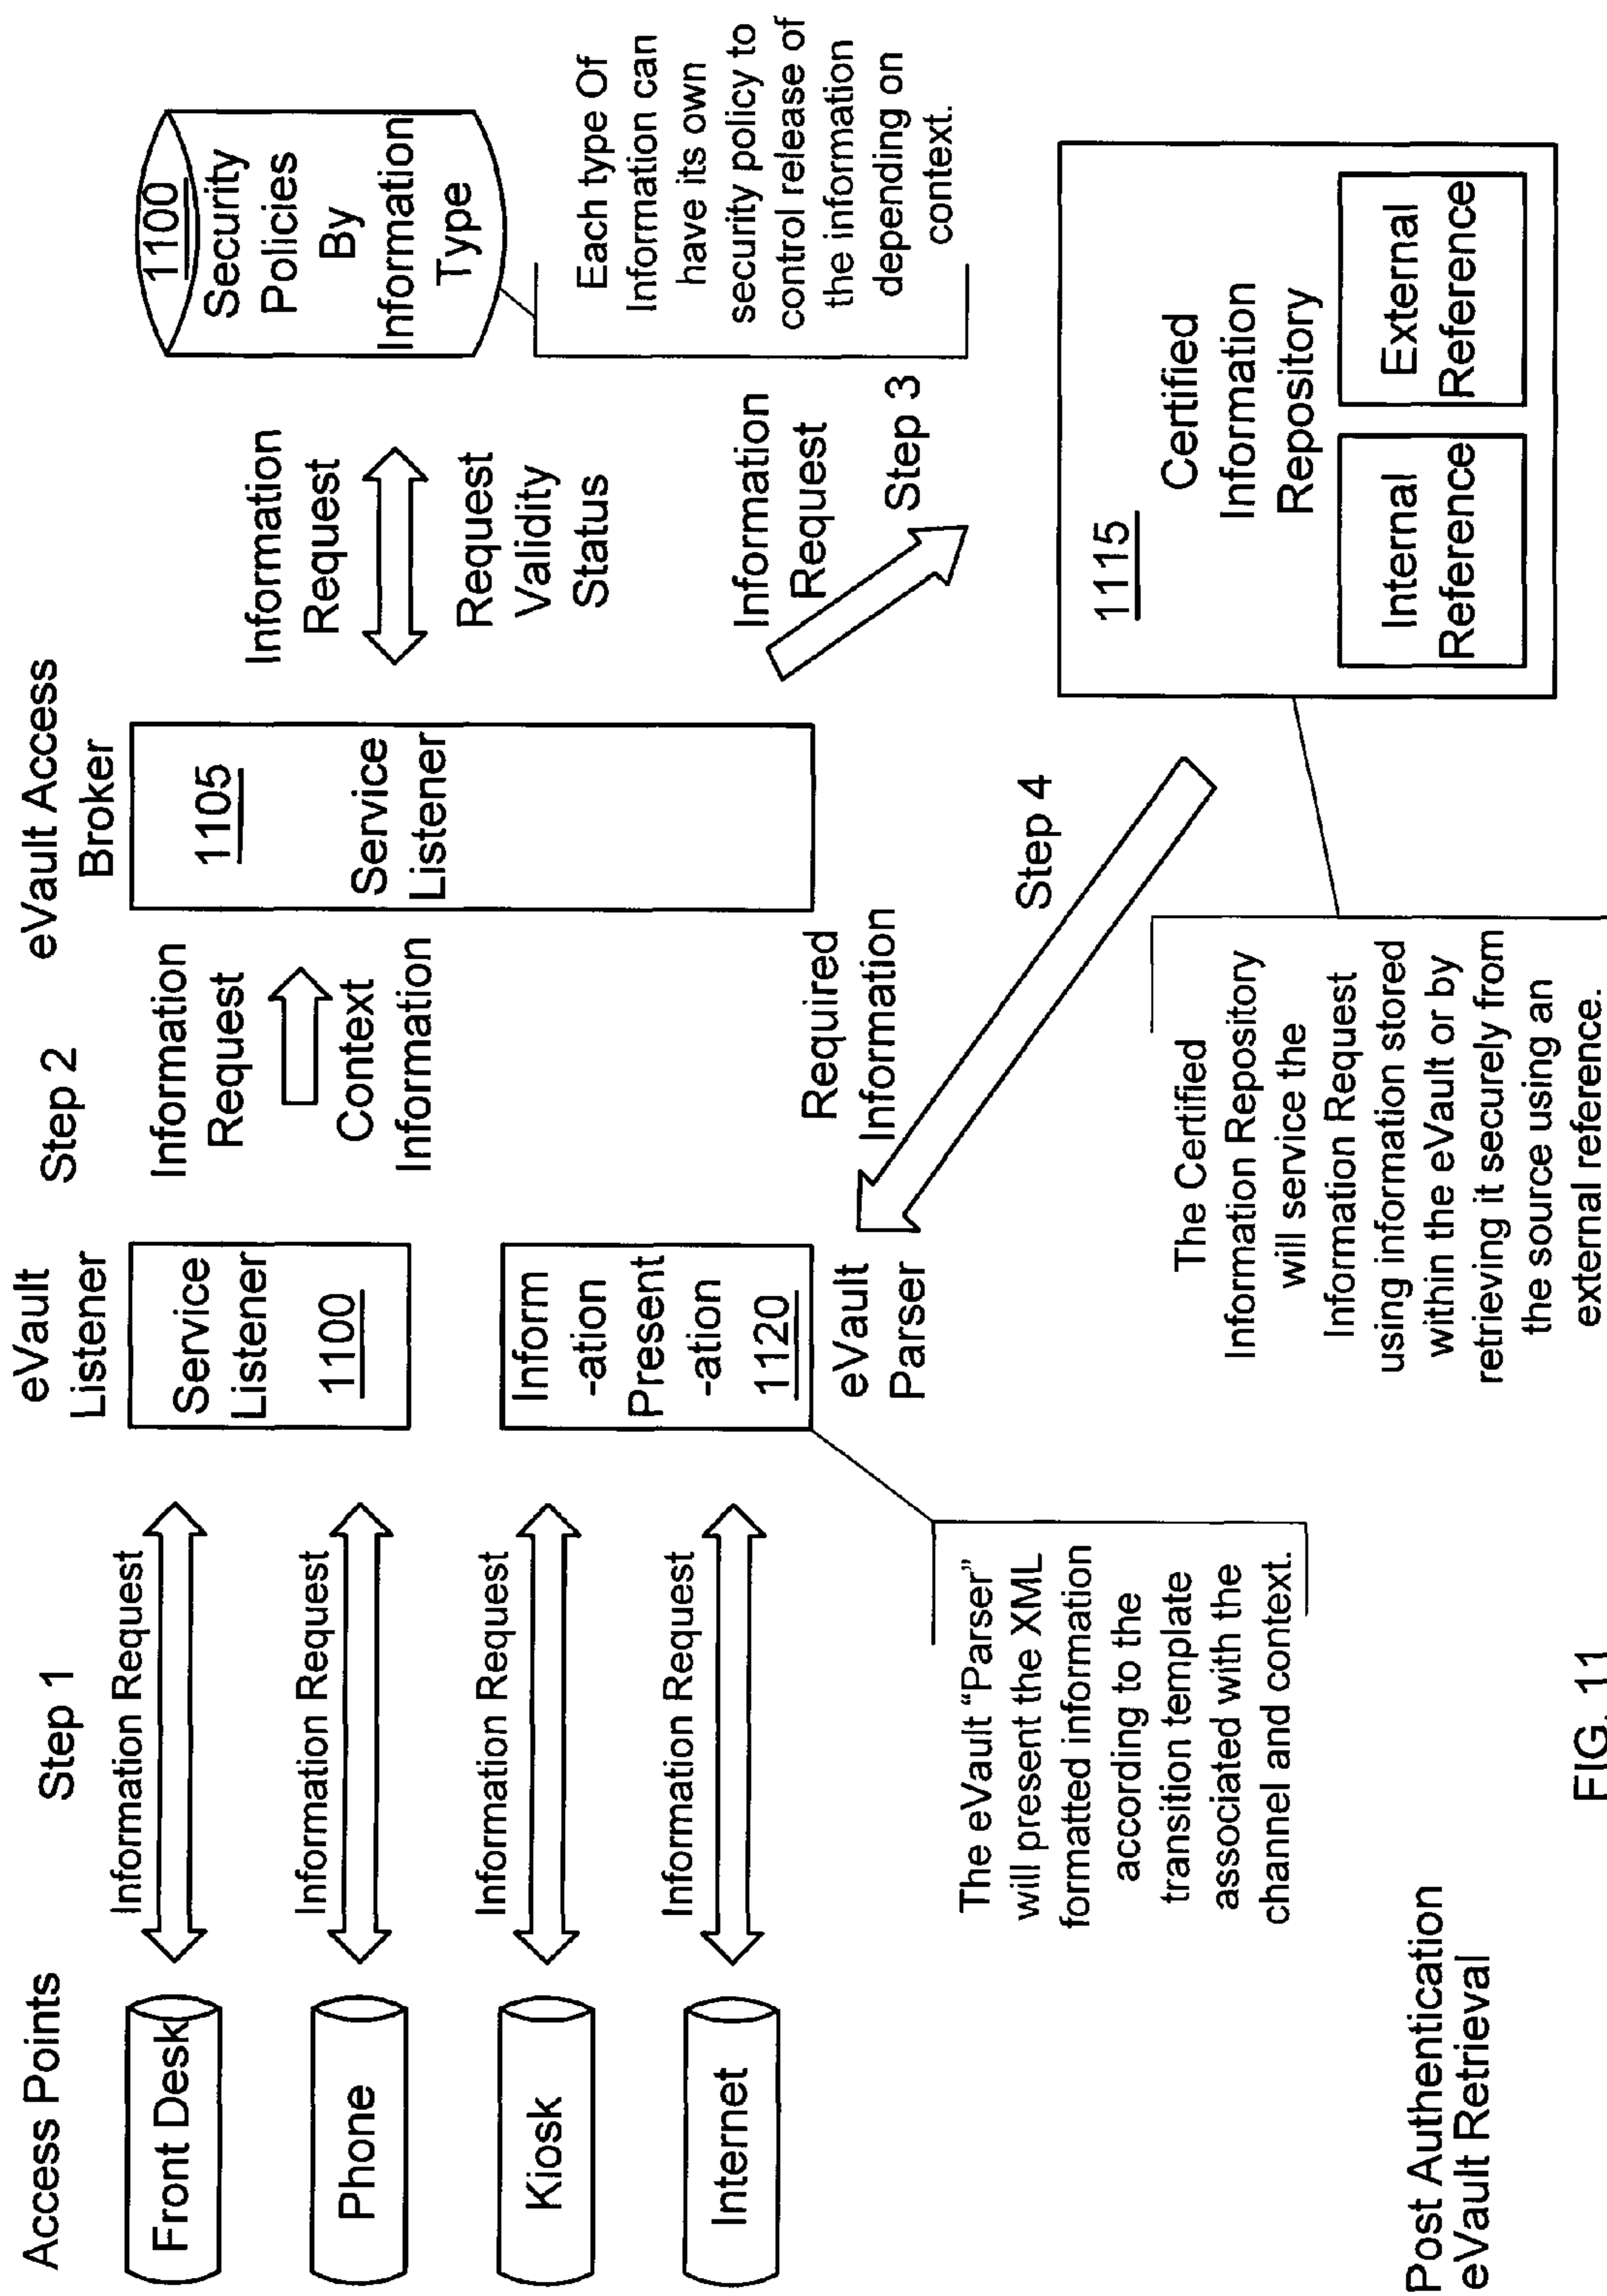 Access Points
Front Desk
Phone
Kiosk
Internet
Step 1
Information Request
Information Request
Information Request
Information Request
eVault
Listener
Service
Listener
1100
Inform
-ation
Present
-ation
1120
eVault
Parser
The eVault "Parser"
will present the XML
formatted information
according to the
transition template
associated with the
channel and context.
Step 2
Information
Request
Context
Information
eVault Access
Broker
1105
Service
Listener
Information
Request
Request
Validity
Status
1100
Security
Policies
By
Information
Type
Each type Of
Information can
have its own
security policy to
control release of
the information
depending on
context.
Information
Request
Step 3
1115
Certified
Information
Repository
Internal
Reference
External
Reference
Step 4
Required
Information
The Certified
Information Repository
will service the
Information Request
using information stored
within the eVault or by
retrieving it securely from
the source using an
external reference.
Post Authentication
eVault Retrieval
FIG. 11